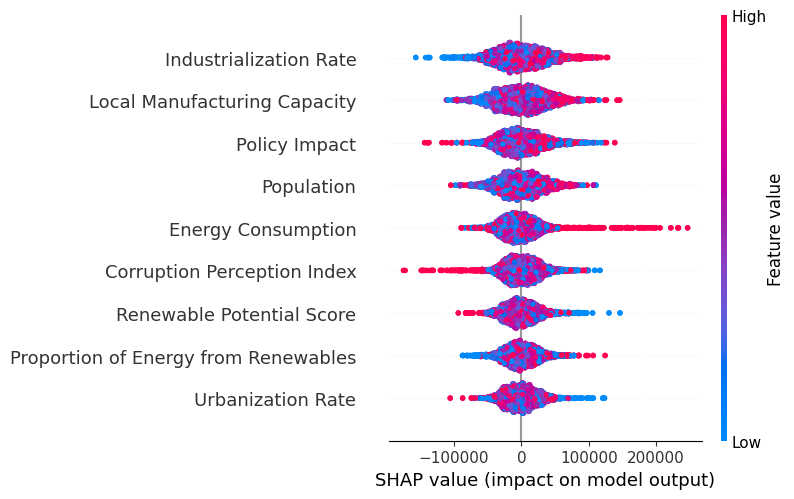 High
Industrialization Rate
Local Manufacturing Capacity
Policy Impact
Population
Energy Consumption
Corruption Perception Index
Renewable Potential Score
Proportion of Energy from Renewables
Urbanization Rate
Feature value
Low
−100000 0 100000 200000
SHAP value (impact on model output)